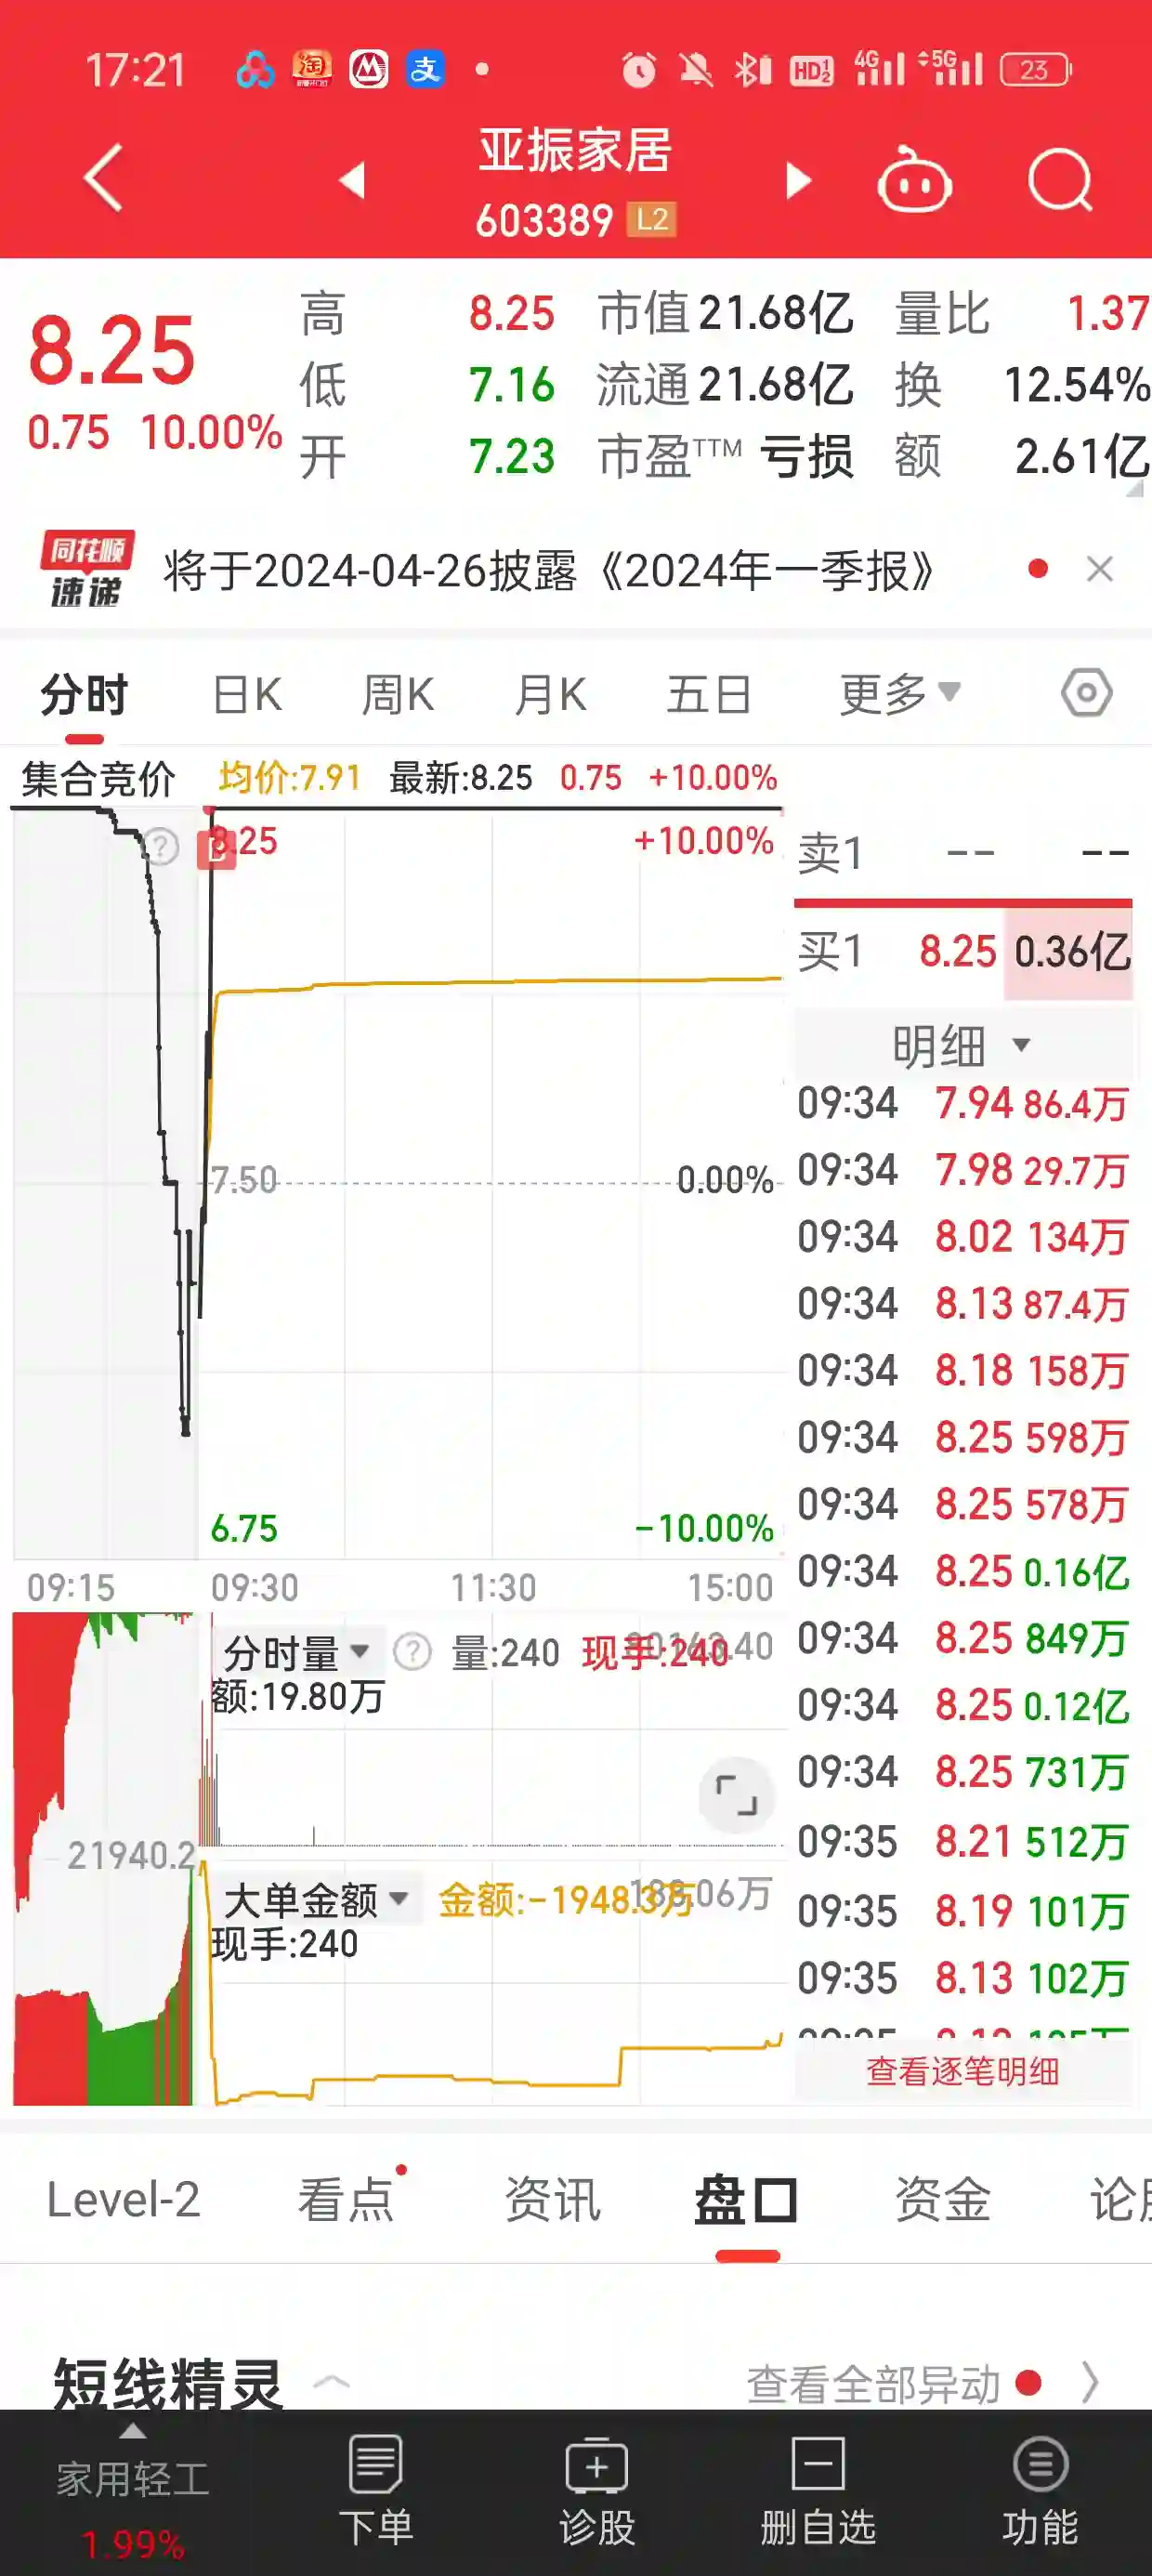 17:21 淘 支 HD 1 2 4G 5G 23
亚振家居
603389 L2
8.25
0.75 10.00%
高 8.25 市值 21.68亿 量比 1.37
低 7.16 流通 21.68亿 换 12.54%
开 7.23 市盈TTM 亏损 额 2.61亿
同花顺
速递
将于2024-04-26披露《2024年一季报》
分时 日K 周K 月K 五日 更多
集合竞价 均价:7.91 最新:8.25 0.75 +10.00%
? B 8.25 +10.00%
7.50 0.00%
6.75 -10.00%
09:15 09:30 11:30 15:00
卖1 -- --
买1 8.25 0.36亿
明细
09:34 7.94 86.4万
09:34 7.98 29.7万
09:34 8.02 134万
09:34 8.13 87.4万
09:34 8.18 158万
09:34 8.25 598万
09:34 8.25 578万
09:34 8.25 0.16亿
09:34 8.25 849万
09:34 8.25 0.12亿
09:34 8.25 731万
09:35 8.21 512万
09:35 8.19 101万
09:35 8.13 102万
查看逐笔明细
分时量 ? 量:240 现手:240
额:19.80万
21940.2
大单金额 金额:-1948.3万
现手:240
Level-2 看点 资讯 盘口 资金
短线精灵 查看全部异动
家用轻工
1.99%
下单 诊股 删自选 功能